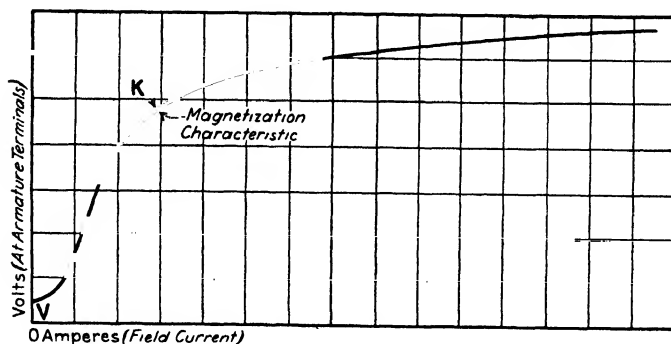 Volts (At Armature Terminals)
K
Magnetization
Characteristic
V
0 Amperes (Field Current)